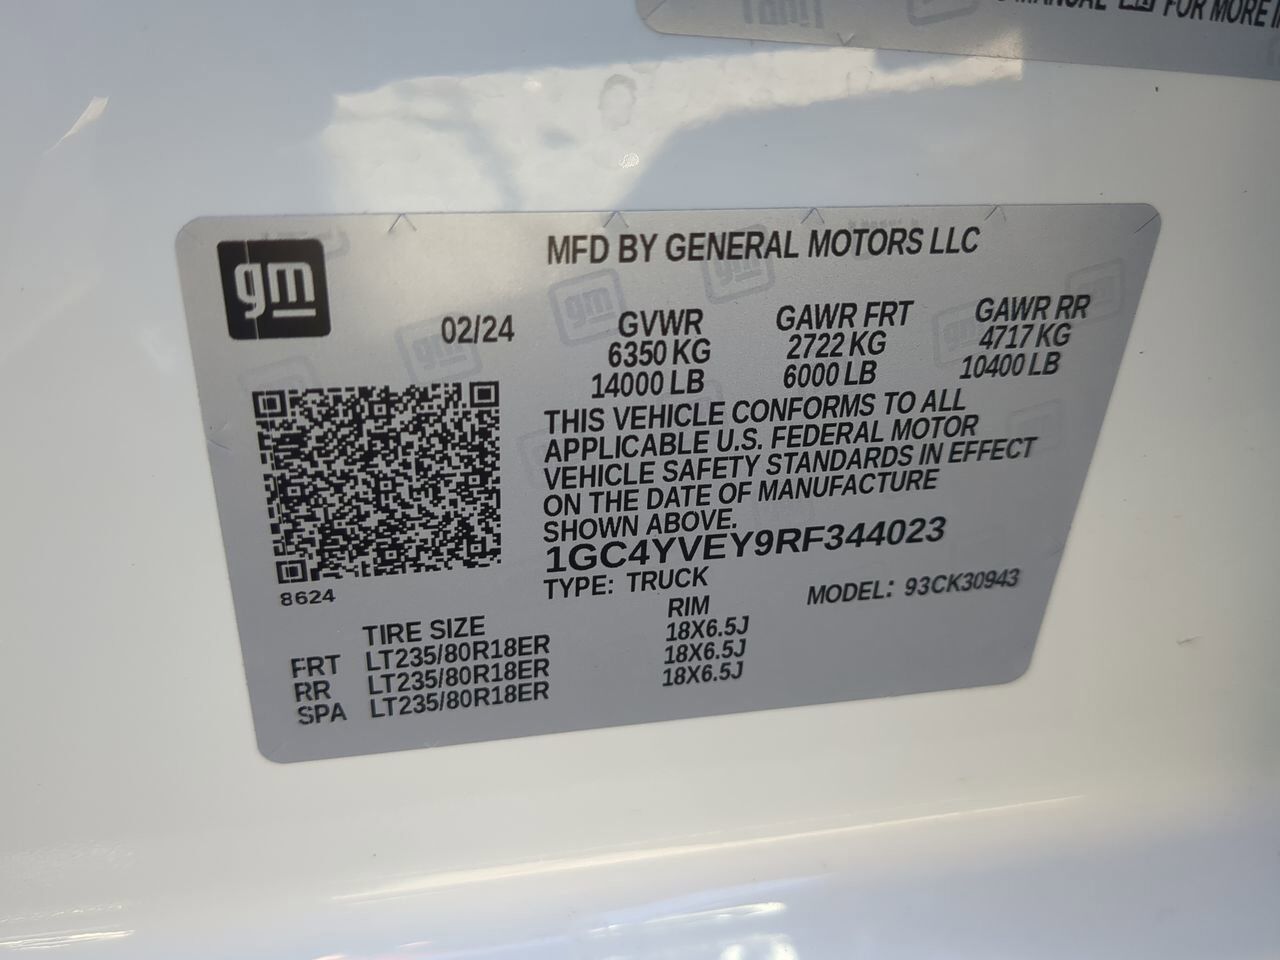 MANUAL FOR MORE
gm
MFD BY GENERAL MOTORS LLC
02/24
GVWR GAWR FRT GAWR RR
6350 KG 2722 KG 4717 KG
14000 LB 6000 LB 10400 LB
THIS VEHICLE CONFORMS TO ALL
APPLICABLE U.S. FEDERAL MOTOR
VEHICLE SAFETY STANDARDS IN EFFECT
ON THE DATE OF MANUFACTURE
SHOWN ABOVE.
1GC4YVEY9RF344023
TYPE: TRUCK MODEL: 93CK30943
8624
TIRE SIZE RIM
FRT LT235/80R18ER 18X6.5J
RR LT235/80R18ER 18X6.5J
SPA LT235/80R18ER 18X6.5J